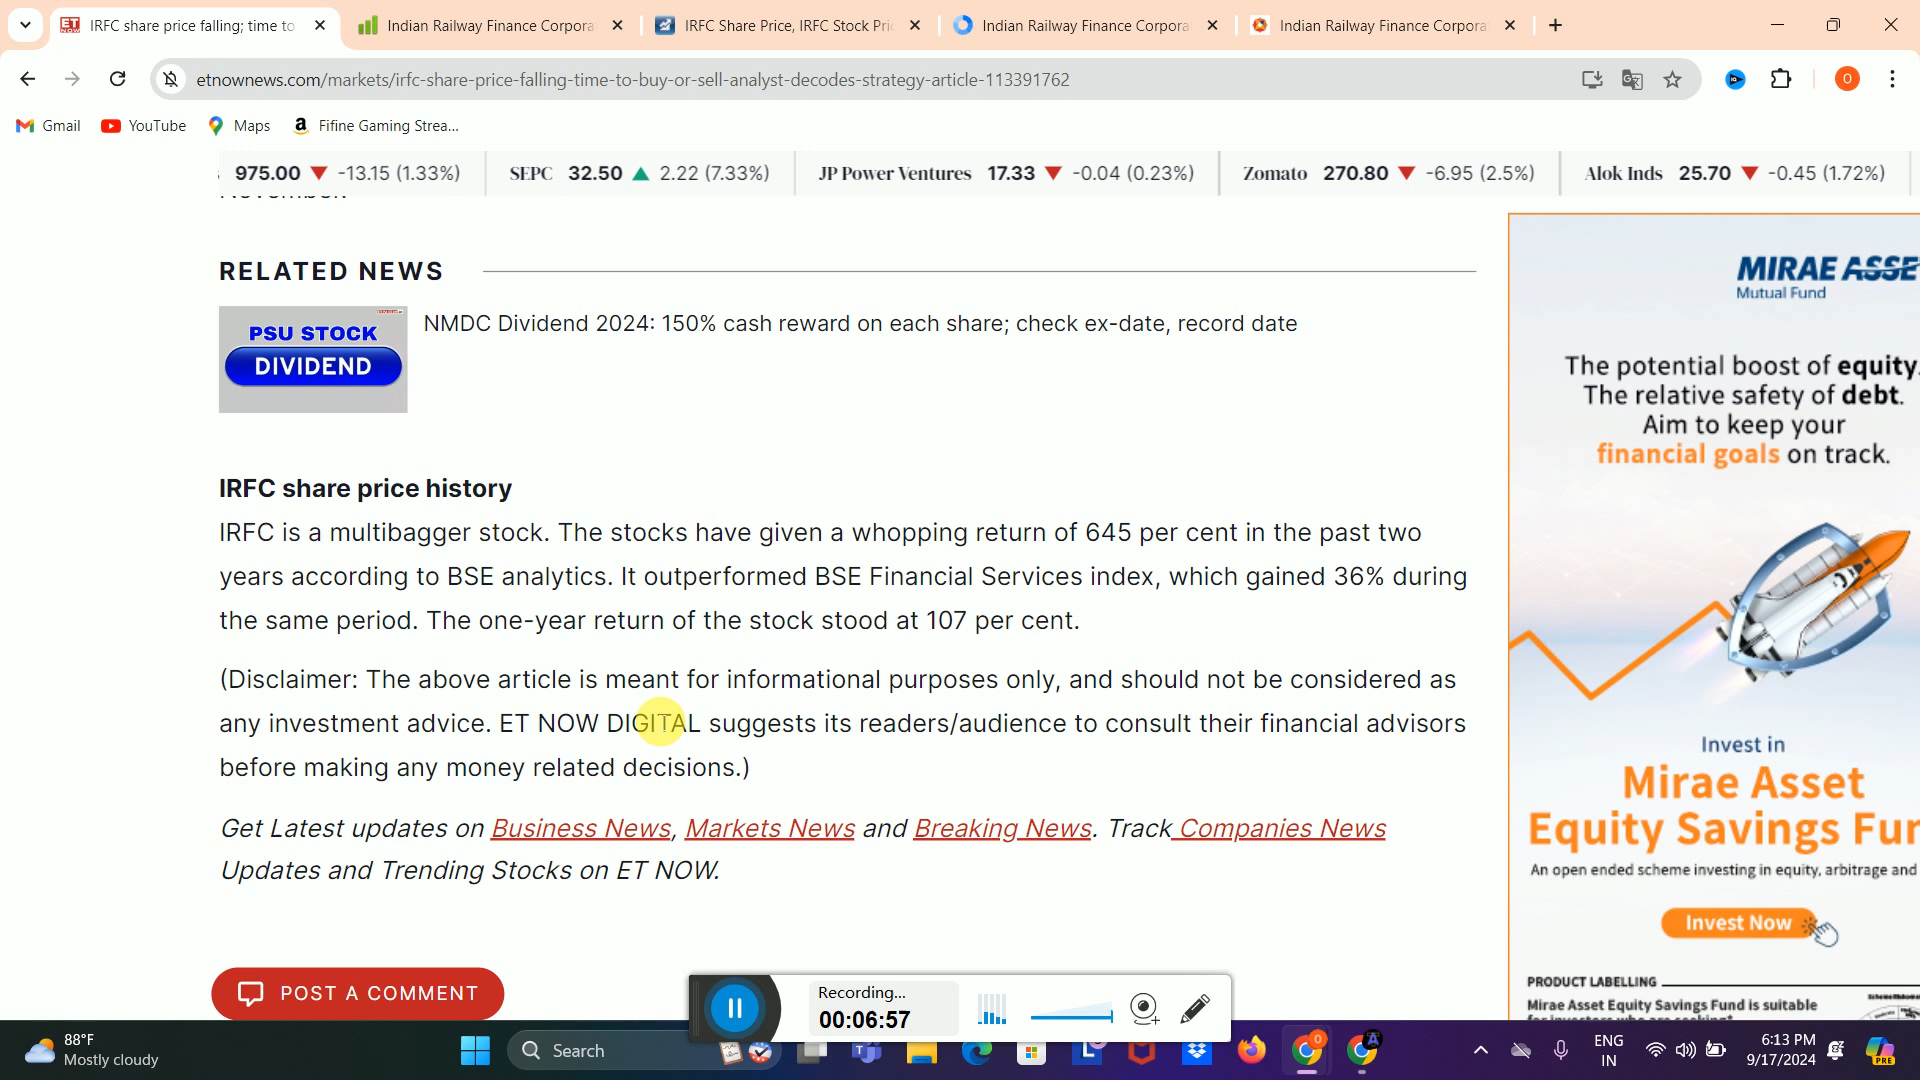 IRFC share price falling; time to
Indian Railway Finance Corpora
IRFC Share Price, IRFC Stock Pri
Indian Railway Finance Corpora
Indian Railway Finance Corpora
etnownews.com/markets/irfc-share-price-falling-time-to-buy-or-sell-analyst-decodes-strategy-article-113391762
O
Gmail
YouTube
Maps
Fifine Gaming Strea...
975.00 ▼ -13.15 (1.33%)
SEPC 32.50 ▲ 2.22 (7.33%)
JP Power Ventures 17.33 ▼ -0.04 (0.23%)
Zomato 270.80 ▼ -6.95 (2.5%)
Alok Inds 25.70 ▼ -0.45 (1.72%)
RELATED NEWS
PSU STOCK
DIVIDEND
NMDC Dividend 2024: 150% cash reward on each share; check ex-date, record date
IRFC share price history
IRFC is a multibagger stock. The stocks have given a whopping return of 645 per cent in the past two
years according to BSE analytics. It outperformed BSE Financial Services index, which gained 36% during
the same period. The one-year return of the stock stood at 107 per cent.
(Disclaimer: The above article is meant for informational purposes only, and should not be considered as
any investment advice. ET NOW DIGITAL suggests its readers/audience to consult their financial advisors
before making any money related decisions.)
Get Latest updates on Business News, Markets News and Breaking News. Track Companies News
Updates and Trending Stocks on ET NOW.
POST A COMMENT
MIRAE ASSE
Mutual Fund
The potential boost of equity.
The relative safety of debt.
Aim to keep your
financial goals on track.
Invest in
Mirae Asset
Equity Savings Fun
An open ended scheme investing in equity, arbitrage and
Invest Now
PRODUCT LABELLING
Mirae Asset Equity Savings Fund is suitable
Recording...
00:06:57
88°F
Mostly cloudy
Search
ENG
IN
6:13 PM
9/17/2024